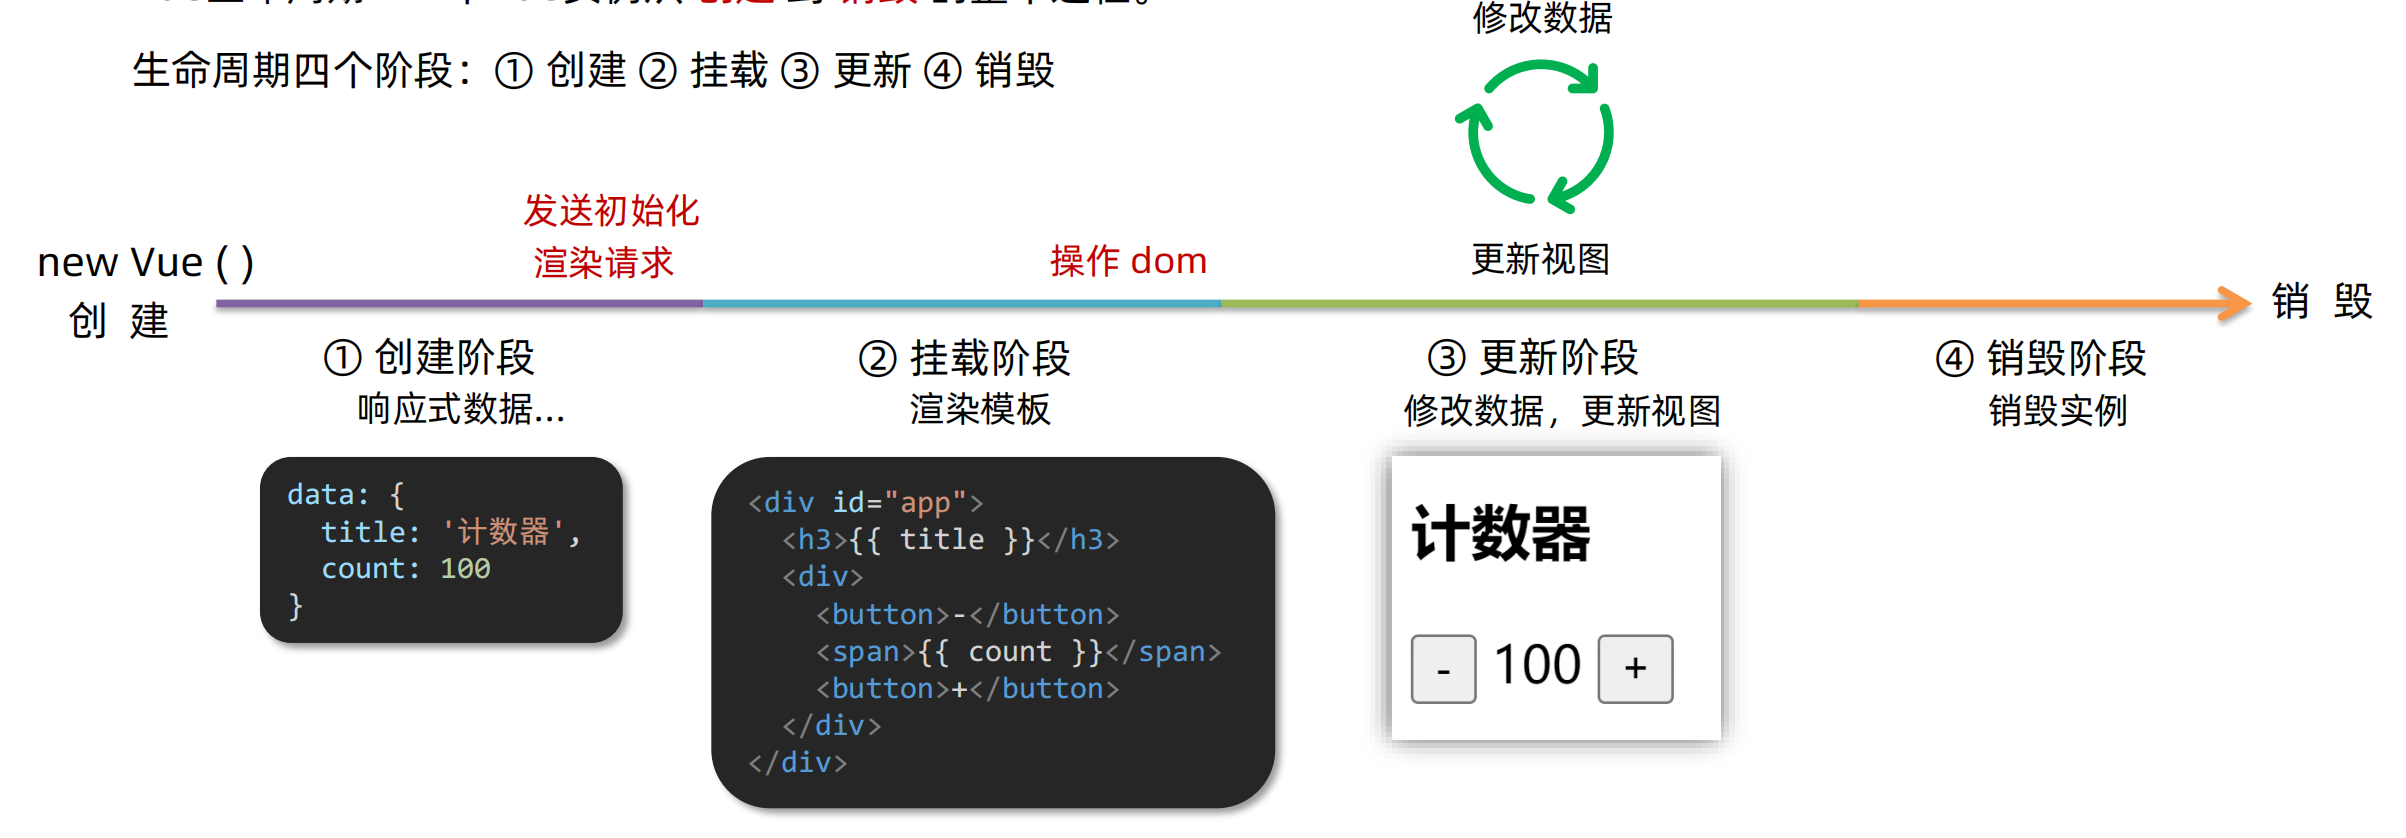 生命周期四个阶段：① 创建 ② 挂载 ③ 更新 ④ 销毁
修改数据
更新视图
发送初始化
渲染请求
操作 dom
new Vue ( )
创 建
销 毁
① 创建阶段
响应式数据...
② 挂载阶段
渲染模板
③ 更新阶段
修改数据，更新视图
④ 销毁阶段
销毁实例
data: {
  title: '计数器',
  count: 100
}
<div id="app">
  <h3>{{ title }}</h3>
  <div>
    <button>-</button>
    <span>{{ count }}</span>
    <button>+</button>
  </div>
</div>
计数器
- 100 +